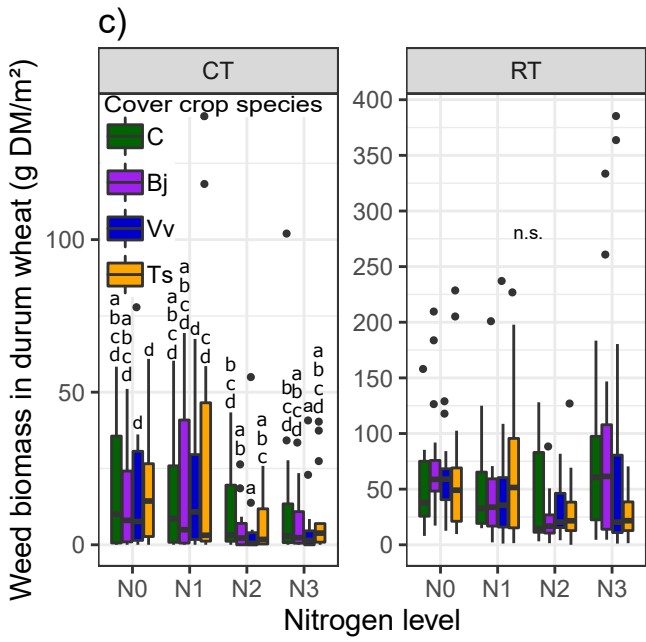 c)
CT
RT
Weed biomass in durum wheat (g DM/m²)
Cover crop species
C
Bj
Vv
Ts
100
50
0
400
350
300
250
200
150
100
50
0
n.s.
a
b
c
d
a
b
c
d
d
d
a
b
c
d
a
b
c
d
d
c
d
b
c
d
a
b
a
a
b
c
b
c
d
b
c
d
a
d
a
b
c
d
N0
N1
N2
N3
N0
N1
N2
N3
Nitrogen level